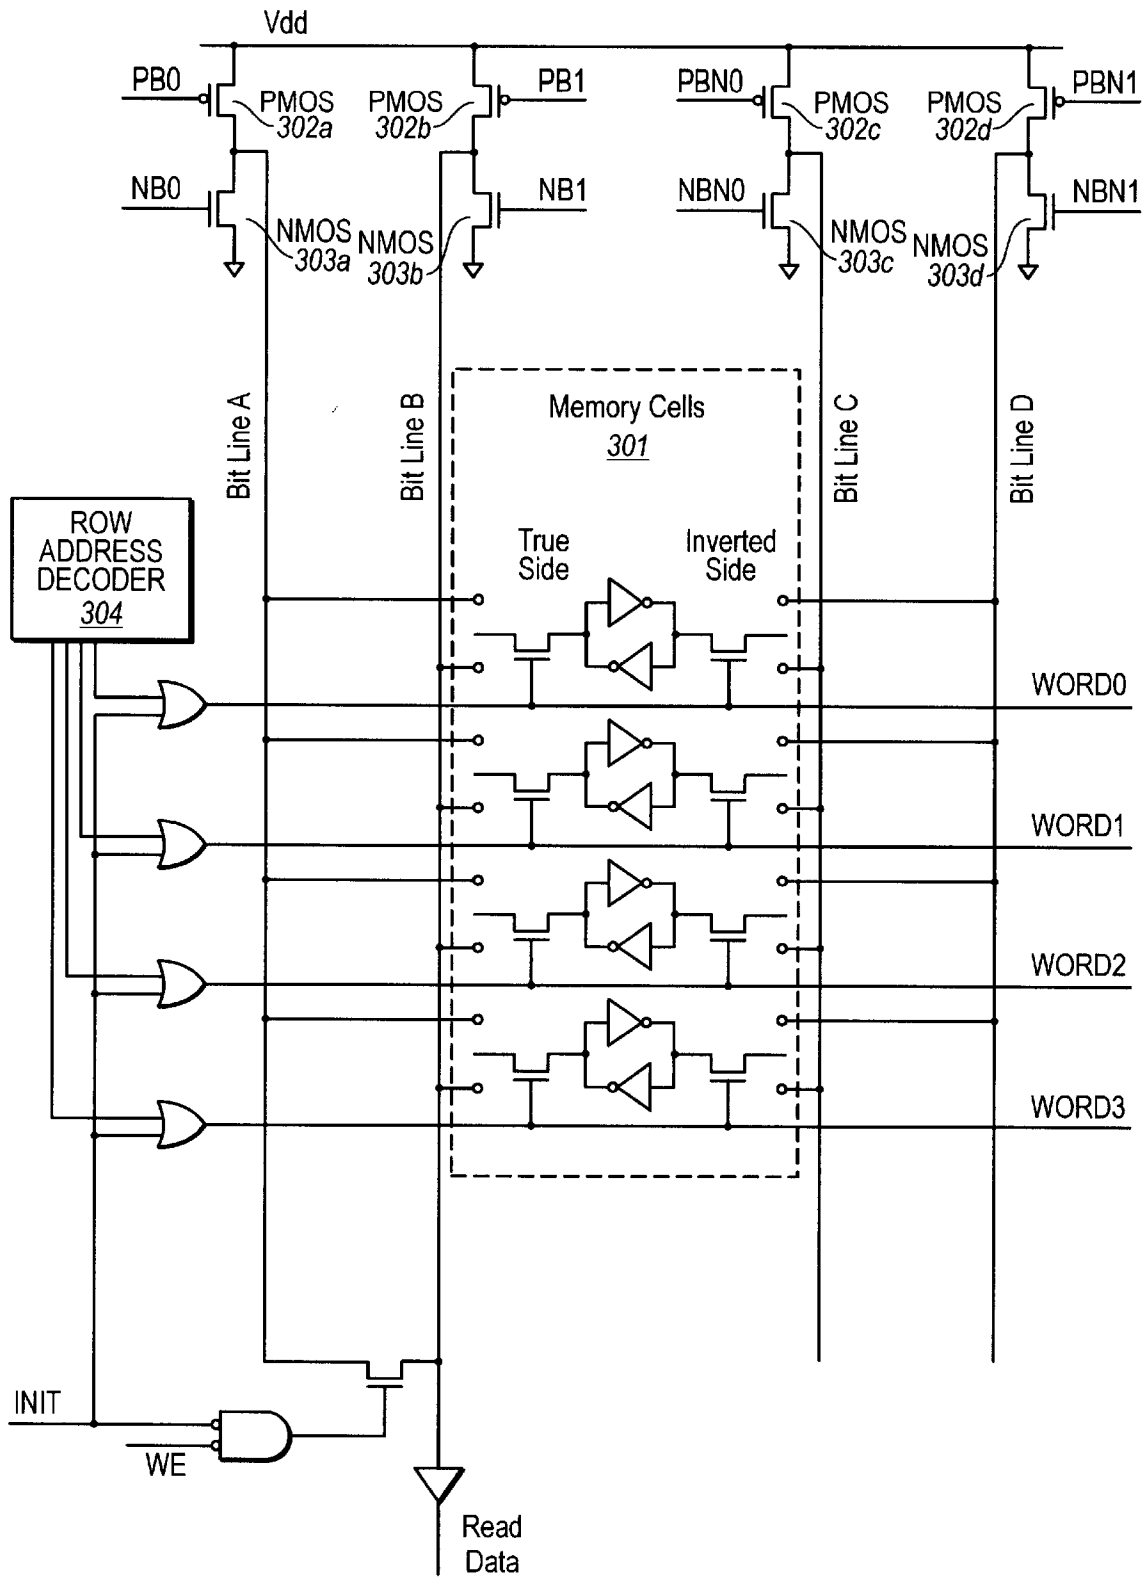 Vdd
PB0
PMOS
302a
PMOS
302b
PB1
PBN0
PMOS
302c
PMOS
302d
PBN1
NB0
NMOS
303a
NMOS
303b
NB1
NBN0
NMOS
303c
NMOS
303d
NBN1
Bit Line A
Bit Line B
Memory Cells
301
Bit Line C
Bit Line D
ROW
ADDRESS
DECODER
304
True
Side
Inverted
Side
WORD0
WORD1
WORD2
WORD3
INIT
WE
Read
Data